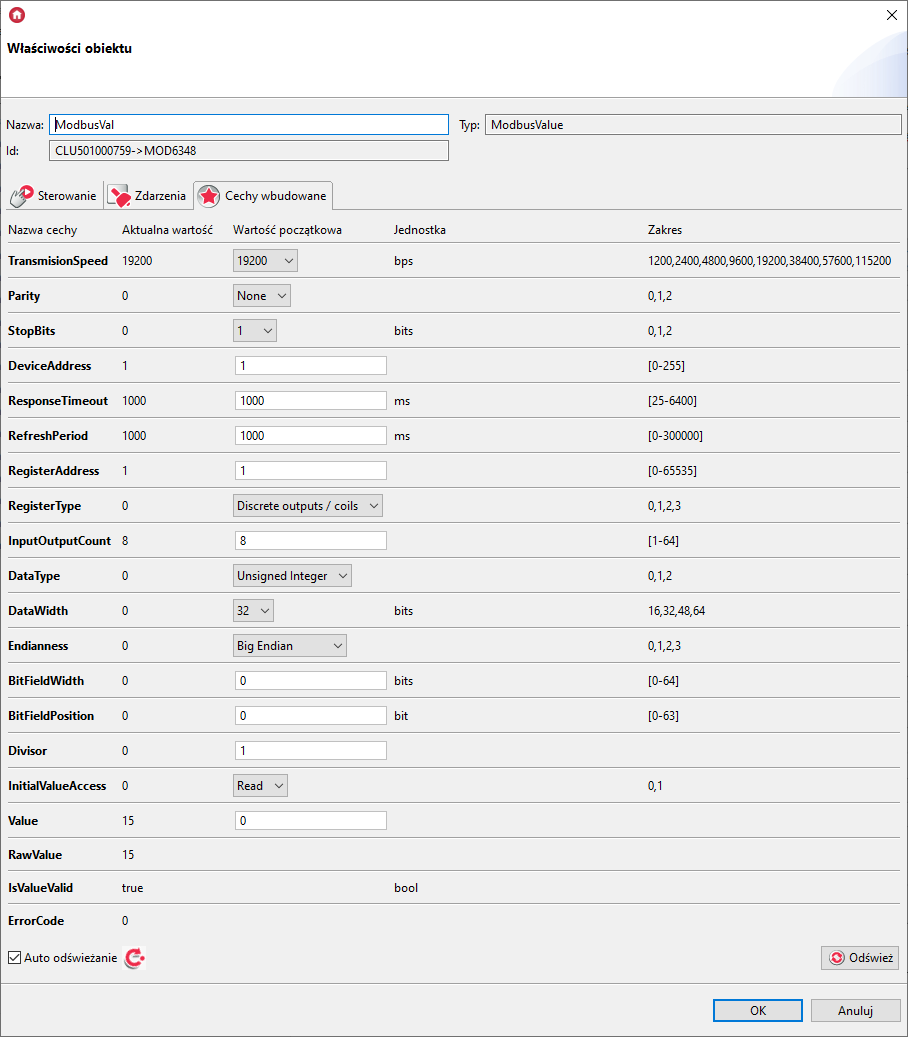 Właściwości obiektu
Nazwa: ModbusVal Typ: ModbusValue
Id: CLU501000759->MOD6348
Sterowanie Zdarzenia Cechy wbudowane
Nazwa cechy Aktualna wartość Wartość początkowa Jednostka Zakres
TransmisionSpeed 19200 19200 bps 1200,2400,4800,9600,19200,38400,57600,115200
Parity 0 None 0,1,2
StopBits 0 1 bits 0,1,2
DeviceAddress 1 1 [0-255]
ResponseTimeout 1000 1000 ms [25-6400]
RefreshPeriod 1000 1000 ms [0-300000]
RegisterAddress 1 1 [0-65535]
RegisterType 0 Discrete outputs / coils 0,1,2,3
InputOutputCount 8 8 [1-64]
DataType 0 Unsigned Integer 0,1,2
DataWidth 0 32 bits 16,32,48,64
Endianness 0 Big Endian 0,1,2,3
BitFieldWidth 0 0 bits [0-64]
BitFieldPosition 0 0 bit [0-63]
Divisor 0 1
InitialValueAccess 0 Read 0,1
Value 15 0
RawValue 15
IsValueValid true bool
ErrorCode 0
Auto odświeżanie Odśwież
OK Anuluj